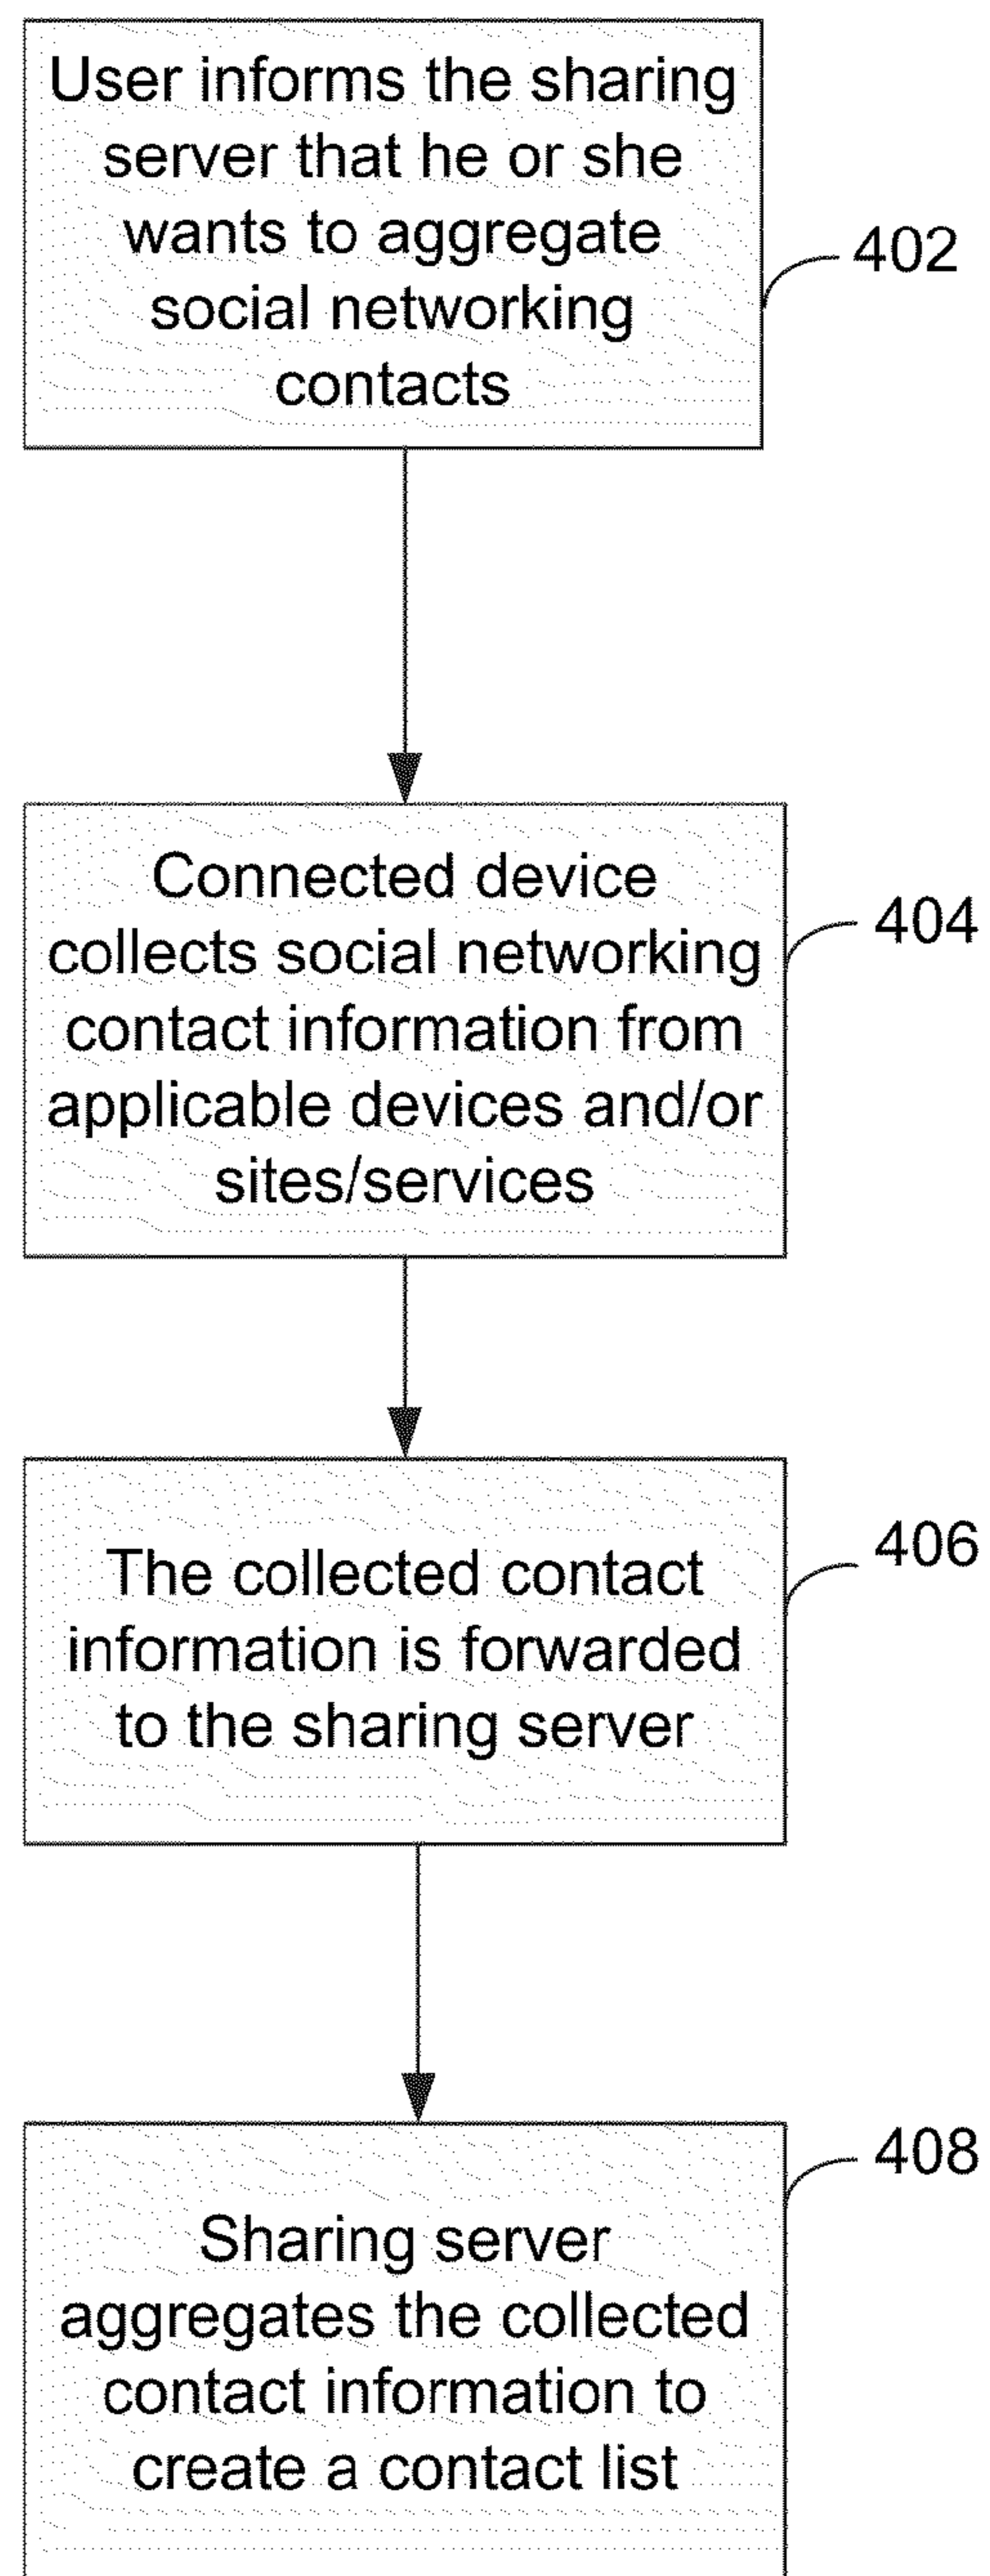 User informs the sharing
server that he or she
wants to aggregate
social networking
contacts
402
Connected device
collects social networking
contact information from
applicable devices and/or
sites/services
404
The collected contact
information is forwarded
to the sharing server
406
Sharing server
aggregates the collected
contact information to
create a contact list
408